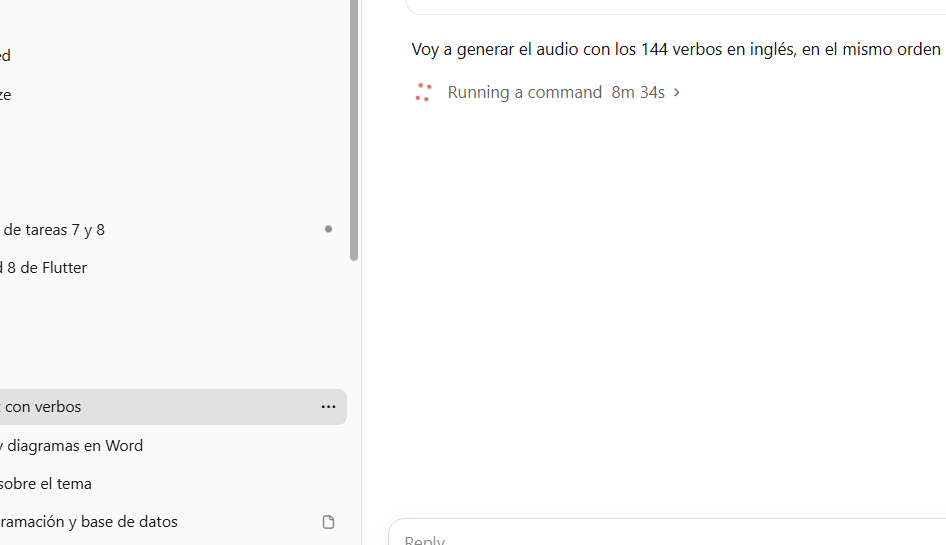 ed
ze
de tareas 7 y 8
8 de Flutter
con verbos
y diagramas en Word
sobre el tema
ramación y base de datos
Voy a generar el audio con los 144 verbos en inglés, en el mismo orden
Running a command 8m 34s
Reply